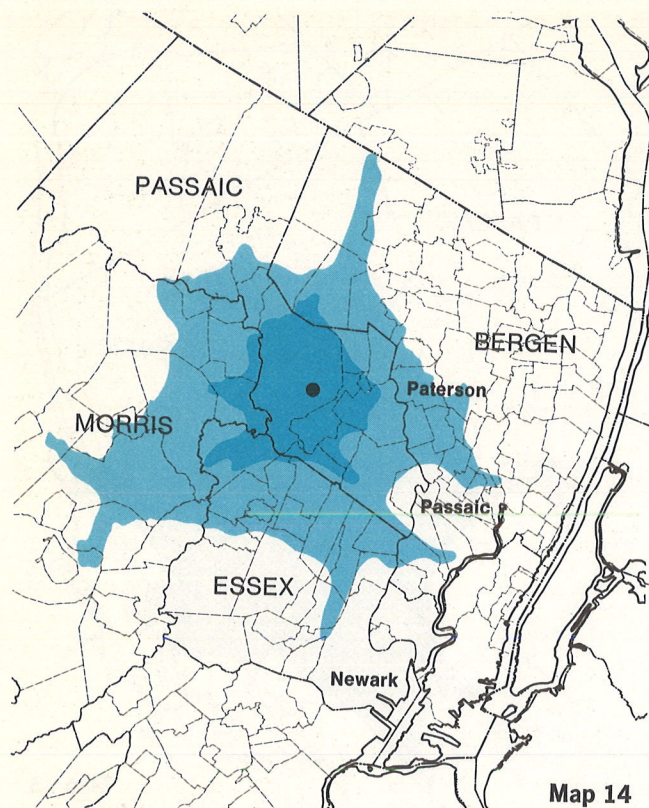 PASSAIC
BERGEN
Paterson
MORRIS
Passaic
ESSEX
Newark
Map 14